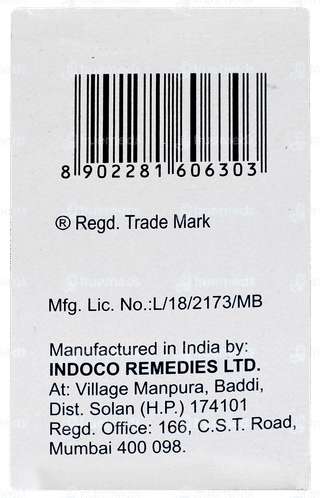 8 902281 606303
® Regd. Trade Mark
Mfg. Lic. No.:L/18/2173/MB
Manufactured in India by:
INDOCO REMEDIES LTD.
At: Village Manpura, Baddi,
Dist. Solan (H.P.) 174101
Regd. Office: 166, C.S.T. Road,
Mumbai 400 098.